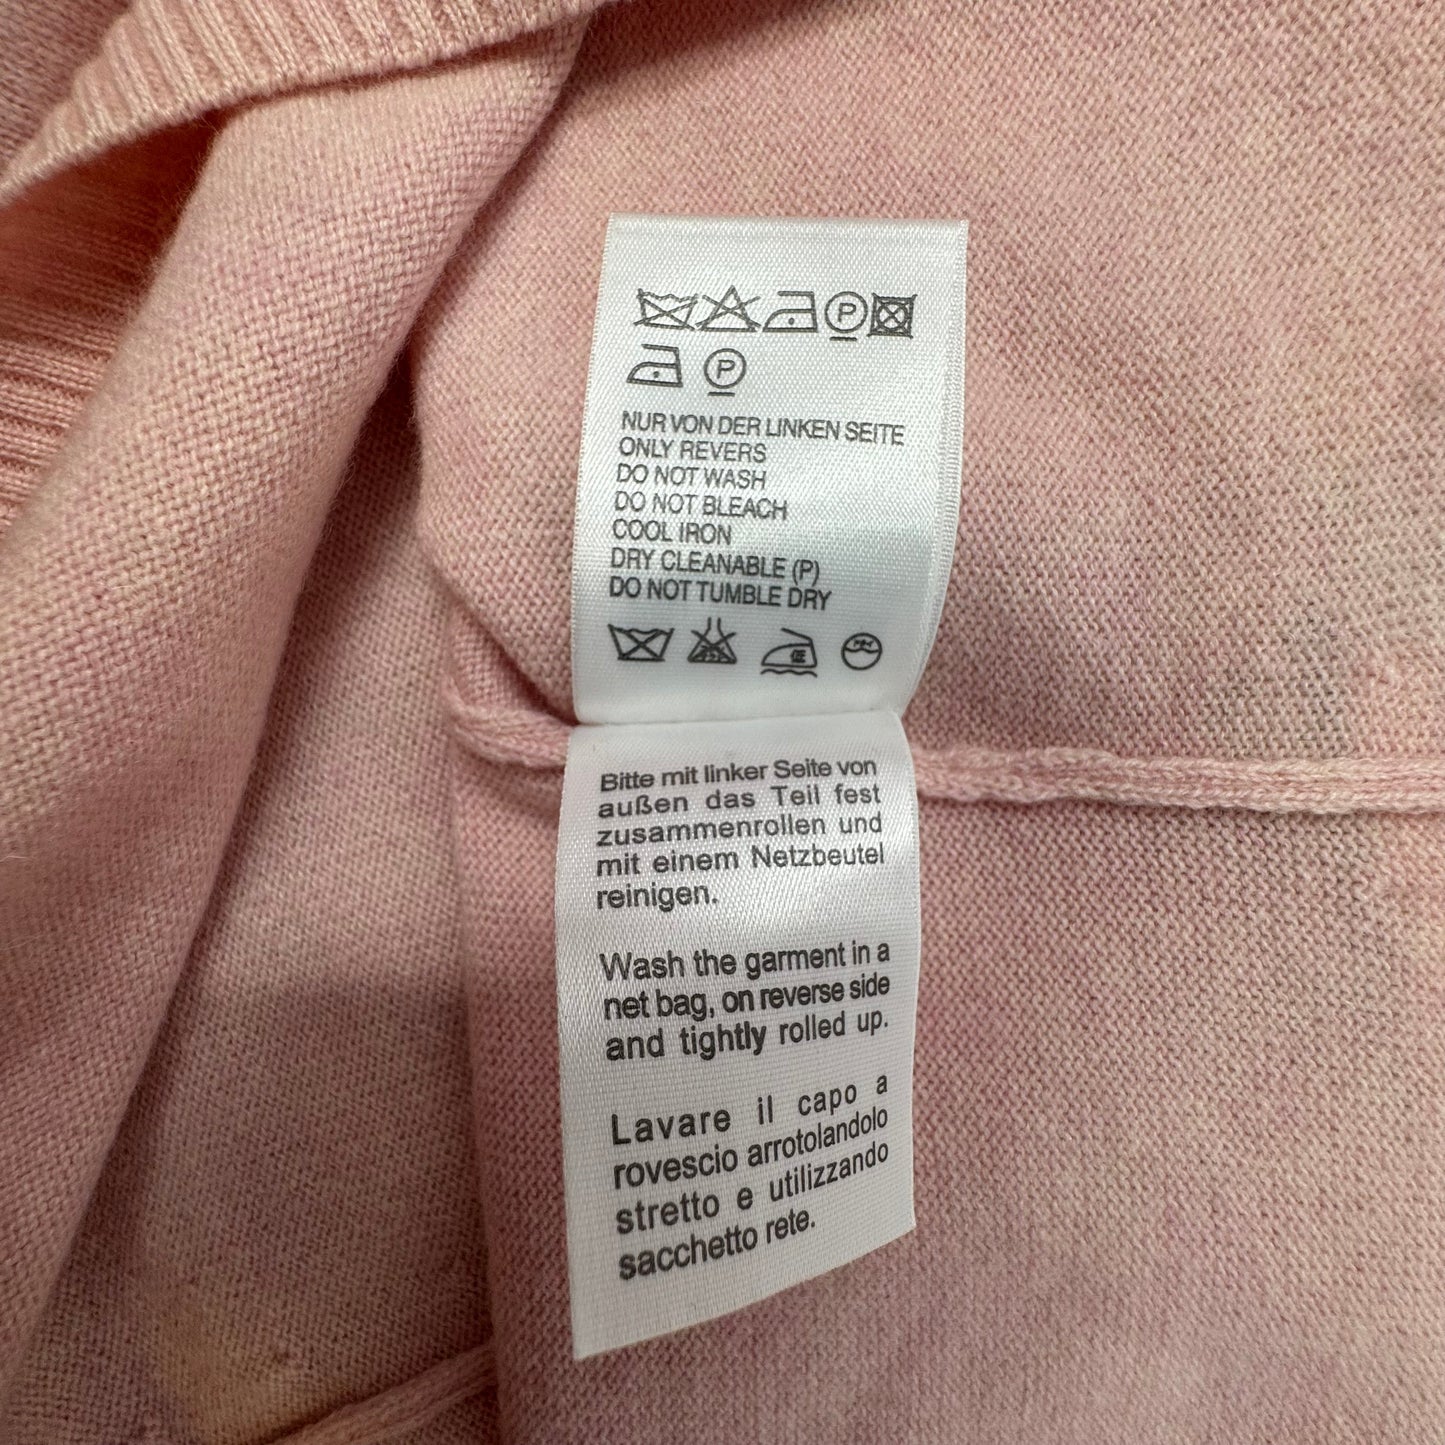 P
P
NUR VON DER LINKEN SEITE
ONLY REVERS
DO NOT WASH
DO NOT BLEACH
COOL IRON
DRY CLEANABLE (P)
DO NOT TUMBLE DRY
Bitte mit linker Seite von
außen das Teil fest
zusammenrollen und
mit einem Netzbeutel
reinigen.
Wash the garment in a
net bag, on reverse side
and tightly rolled up.
Lavare il capo a
rovescio arrotolandolo
stretto e utilizzando
sacchetto rete.